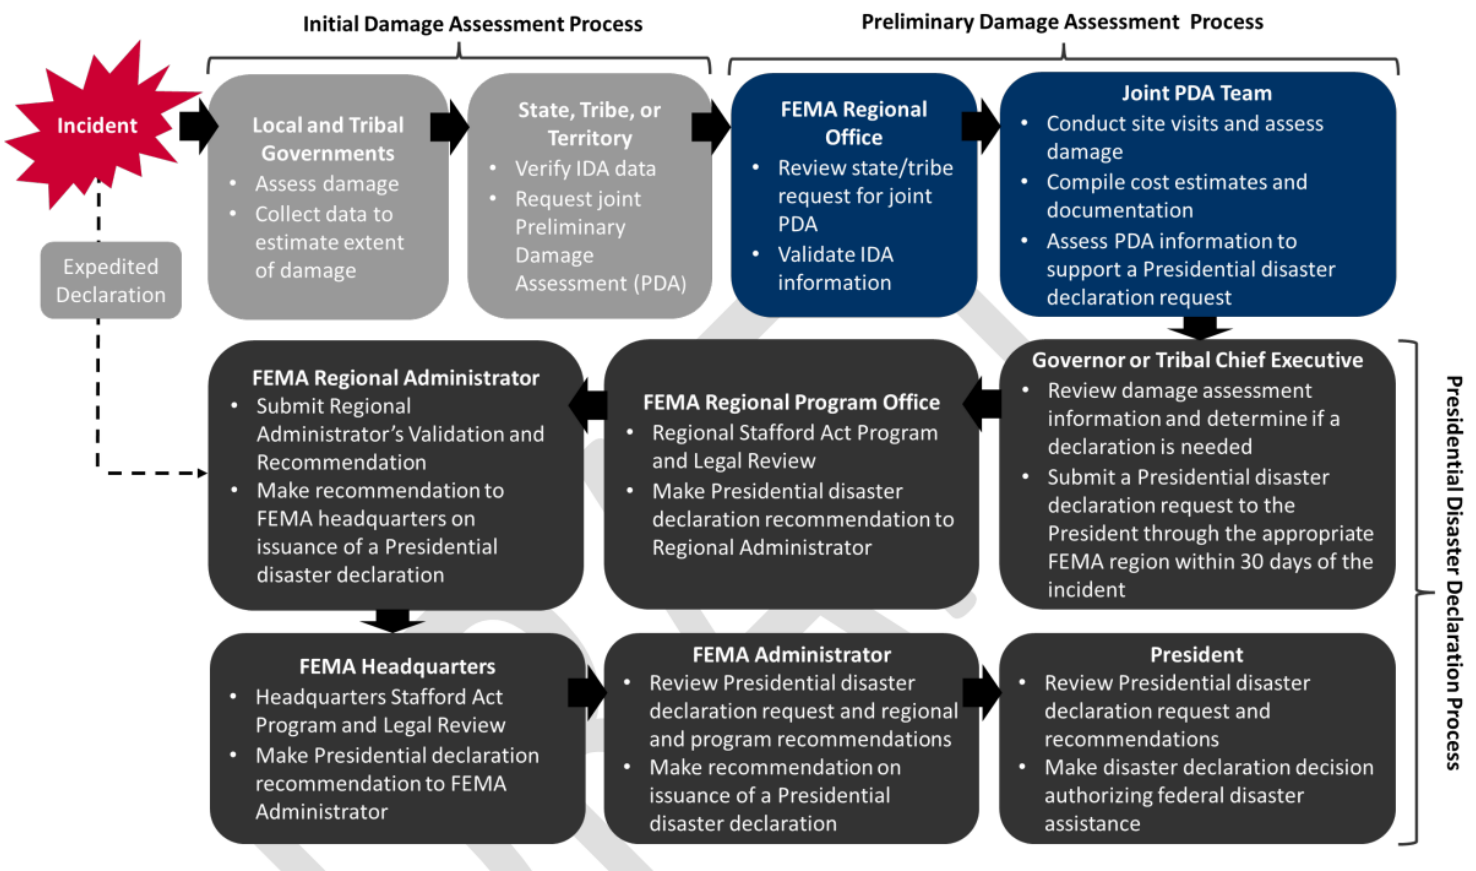 Initial Damage Assessment Process
Preliminary Damage Assessment Process
Incident
Local and Tribal
Governments
• Assess damage
• Collect data to
estimate extent
of damage
State, Tribe, or
Territory
• Verify IDA data
• Request joint
Preliminary
Damage
Assessment (PDA)
FEMA Regional
Office
• Review state/tribe
request for joint
PDA
• Validate IDA
information
Joint PDA Team
• Conduct site visits and assess
damage
• Compile cost estimates and
documentation
• Assess PDA information to
support a Presidential disaster
declaration request
Expedited
Declaration
Governor or Tribal Chief Executive
• Review damage assessment
information and determine if a
declaration is needed
• Submit a Presidential disaster
declaration request to the
President through the appropriate
FEMA region within 30 days of the
incident
FEMA Regional Program Office
• Regional Stafford Act Program
and Legal Review
• Make Presidential disaster
declaration recommendation to
Regional Administrator
FEMA Regional Administrator
• Submit Regional
Administrator's Validation and
Recommendation
• Make recommendation to
FEMA headquarters on
issuance of a Presidential
disaster declaration
FEMA Headquarters
• Headquarters Stafford Act
Program and Legal Review
• Make Presidential declaration
recommendation to FEMA
Administrator
FEMA Administrator
• Review Presidential disaster
declaration request and regional
and program recommendations
• Make recommendation on
issuance of a Presidential
disaster declaration
President
• Review Presidential disaster
declaration request and
recommendations
• Make disaster declaration decision
authorizing federal disaster
assistance
Presidential Disaster Declaration Process